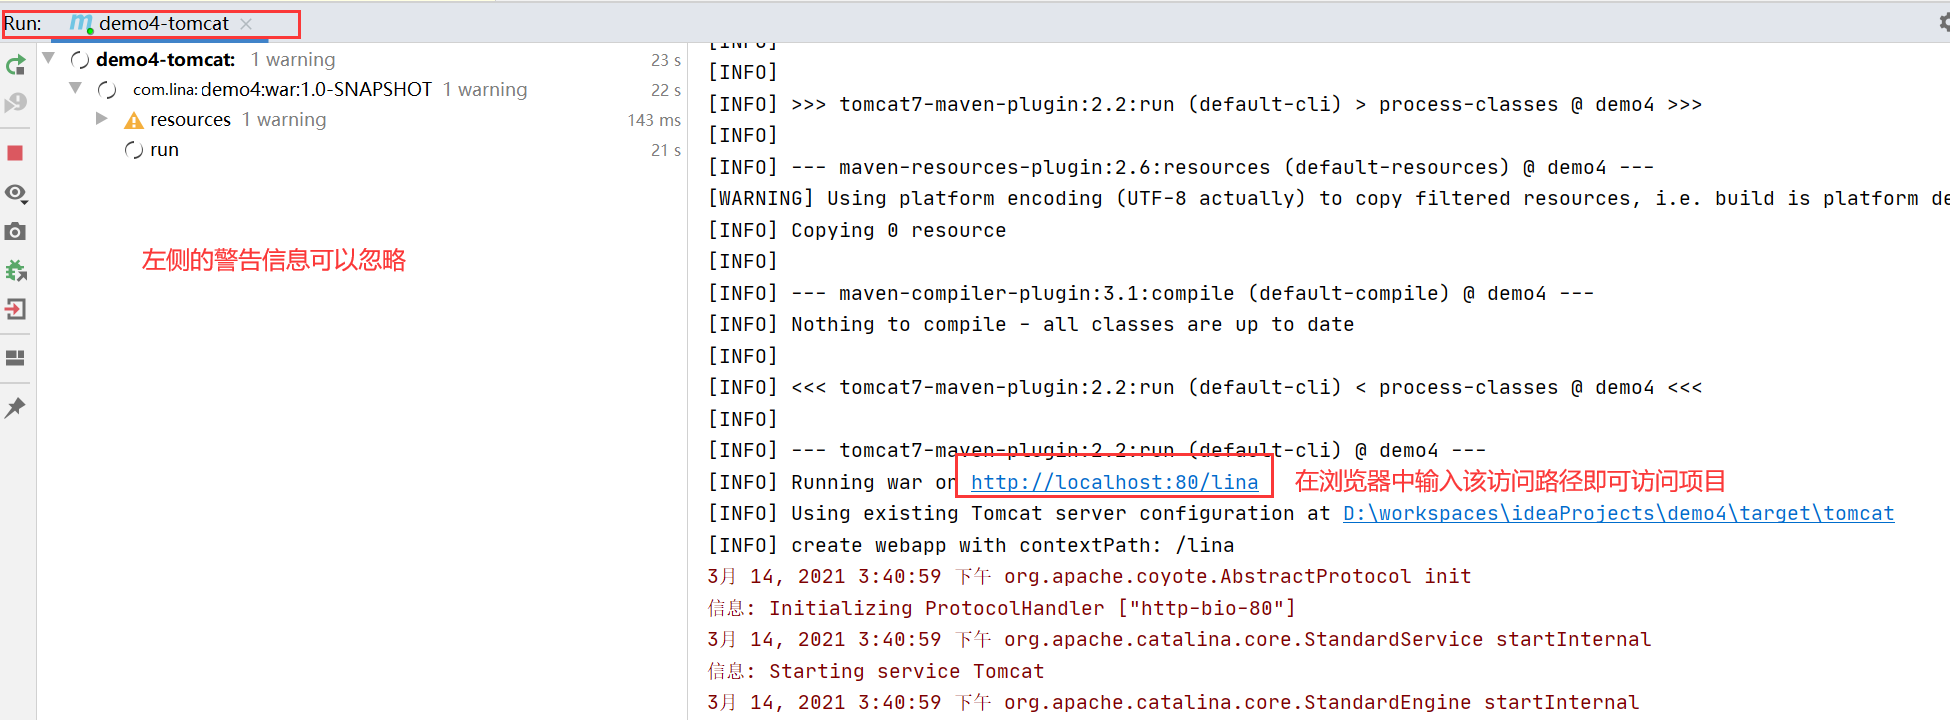 Run: demo4-tomcat
demo4-tomcat: 1 warning 23 s
com.lina:demo4:war:1.0-SNAPSHOT 1 warning 22 s
resources 1 warning 143 ms
run 21 s
左侧的警告信息可以忽略
[INFO]
[INFO]
[INFO] >>> tomcat7-maven-plugin:2.2:run (default-cli) > process-classes @ demo4 >>>
[INFO]
[INFO] --- maven-resources-plugin:2.6:resources (default-resources) @ demo4 ---
[WARNING] Using platform encoding (UTF-8 actually) to copy filtered resources, i.e. build is platform de
[INFO] Copying 0 resource
[INFO]
[INFO] --- maven-compiler-plugin:3.1:compile (default-compile) @ demo4 ---
[INFO] Nothing to compile - all classes are up to date
[INFO]
[INFO] <<< tomcat7-maven-plugin:2.2:run (default-cli) < process-classes @ demo4 <<<
[INFO]
[INFO] --- tomcat7-maven-plugin:2.2:run (default-cli) @ demo4 ---
[INFO] Running war on http://localhost:80/lina 在浏览器中输入该访问路径即可访问项目
[INFO] Using existing Tomcat server configuration at D:\workspaces\ideaProjects\demo4\target\tomcat
[INFO] create webapp with contextPath: /lina
3月 14, 2021 3:40:59 下午 org.apache.coyote.AbstractProtocol init
信息: Initializing ProtocolHandler ["http-bio-80"]
3月 14, 2021 3:40:59 下午 org.apache.catalina.core.StandardService startInternal
信息: Starting service Tomcat
3月 14, 2021 3:40:59 下午 org.apache.catalina.core.StandardEngine startInternal